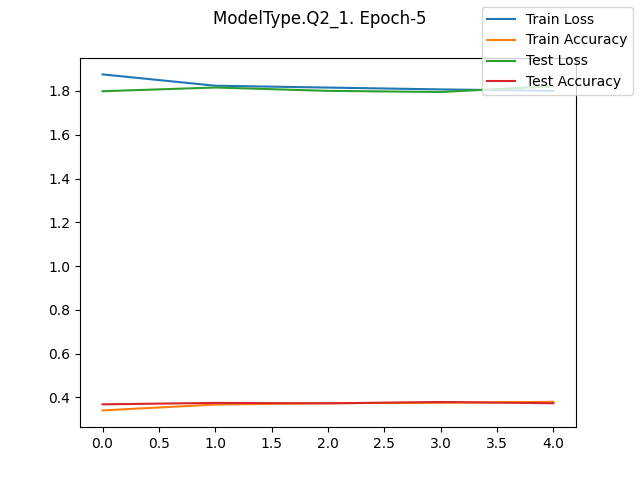 ModelType.Q2_1. Epoch-5
Train Loss
Train Accuracy
Test Loss
Test Accuracy
1.8
1.6
1.4
1.2
1.0
0.8
0.6
0.4
0.0 0.5 1.0 1.5 2.0 2.5 3.0 3.5 4.0